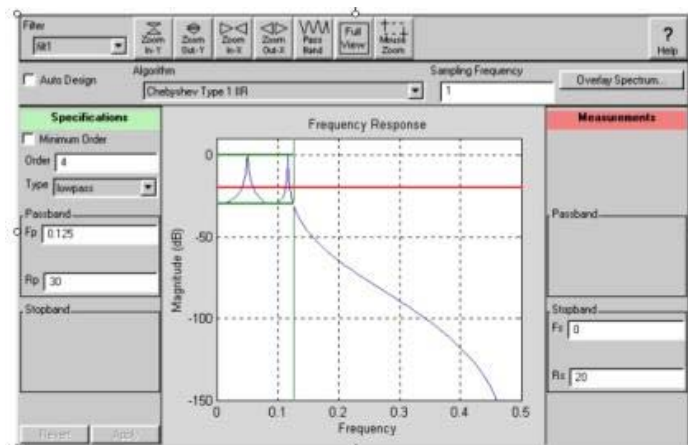 Filter
filt1
Zoom In-Y
Zoom Out-Y
Zoom In-X
Zoom Out-X
Pass Band
Full View
Mouse Zoom
?
Help
Auto Design
Algorithm
Chebyshev Type 1 IIR
Sampling Frequency
1
Overlay Spectrum...
Specifications
Minimum Order
Order 4
Type lowpass
Passband
Fp 0.125
Rp 30
Stopband
Revert
Apply
Frequency Response
Magnitude (dB)
0
-50
-100
-150
0 0.1 0.2 0.3 0.4 0.5
Frequency
Measurements
Passband
Stopband
Fs 0
Rs 20